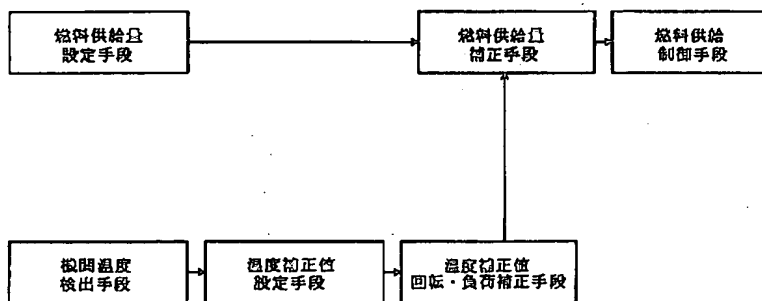 燃料供給量
設定手段
燃料供給量
補正手段
燃料供給
制御手段
機関温度
検出手段
温度補正値
設定手段
温度補正値
回転・負荷補正手段